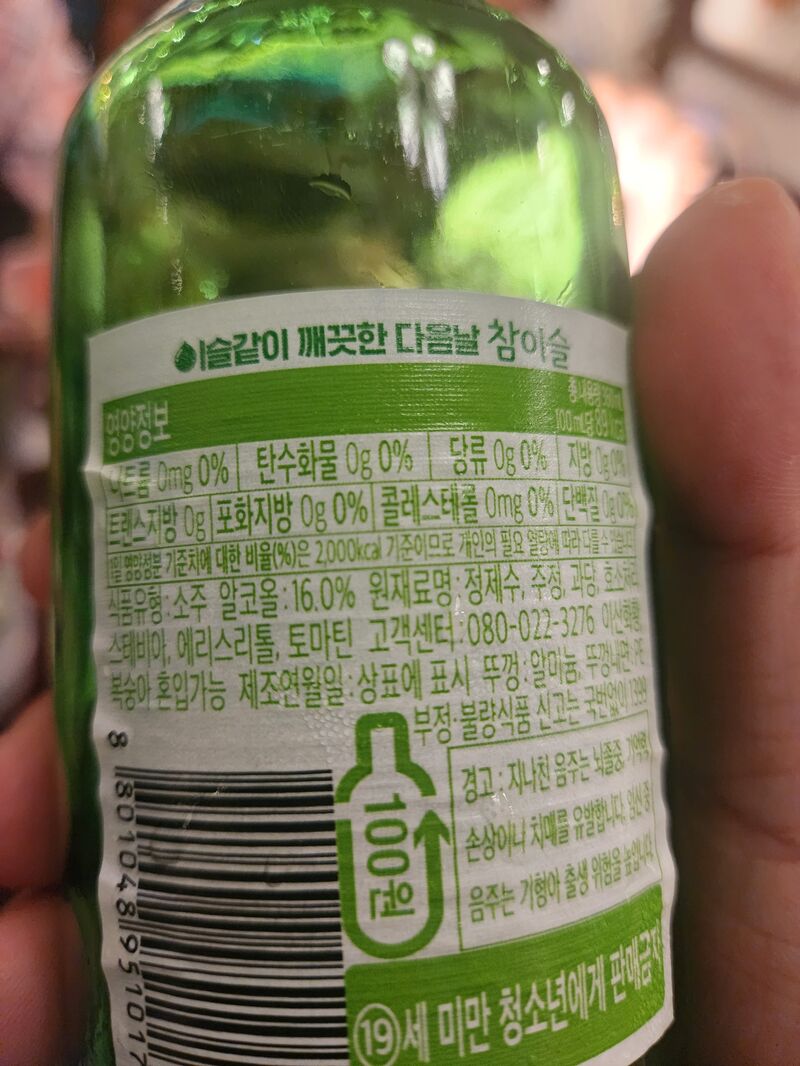 이슬같이 깨끗한 다음날 참이슬
영양정보
100ml당 89 kcal
나트륨 0mg 0% 탄수화물 0g 0% 당류 0g 0% 지방 0g 0%
트랜스지방 0g 포화지방 0g 0% 콜레스테롤 0mg 0% 단백질 0g 0%
1일 영양성분 기준치에 대한 비율(%)은 2,000kcal 기준이므로 개인의 필요 열량에 따라 다를 수 있습니다
식품유형:소주 알코올:16.0% 원재료명:정제수, 주정, 과당, 효소처리
스테비아, 에리스리톨, 토마틴 고객센터:080-022-3276
복숭아 혼입가능 제조연월일:상표에 표시 뚜껑:알미늄, 뚜껑내면:PE
부정·불량식품 신고는 국번없이 1399
경고 : 지나친 음주는 뇌졸중, 기억력
손상이나 치매를 유발합니다. 임신 중
음주는 기형아 출생 위험을 높입니다.
100원
8 801048 951017
19세 미만 청소년에게 판매금지